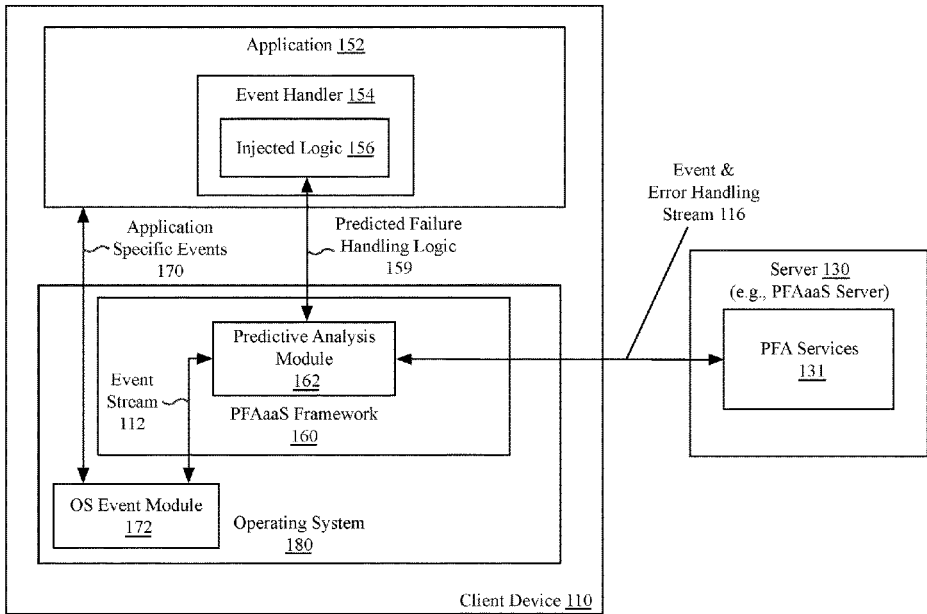 Application 152
Event Handler 154
Injected Logic 156
Application
Specific Events
170
Predicted Failure
Handling Logic
159
Event &
Error Handling
Stream 116
Server 130
(e.g., PFAaaS Server)
PFA Services
131
Predictive Analysis
Module
162
Event
Stream
112
PFAaaS Framework
160
OS Event Module
172
Operating System
180
Client Device 110